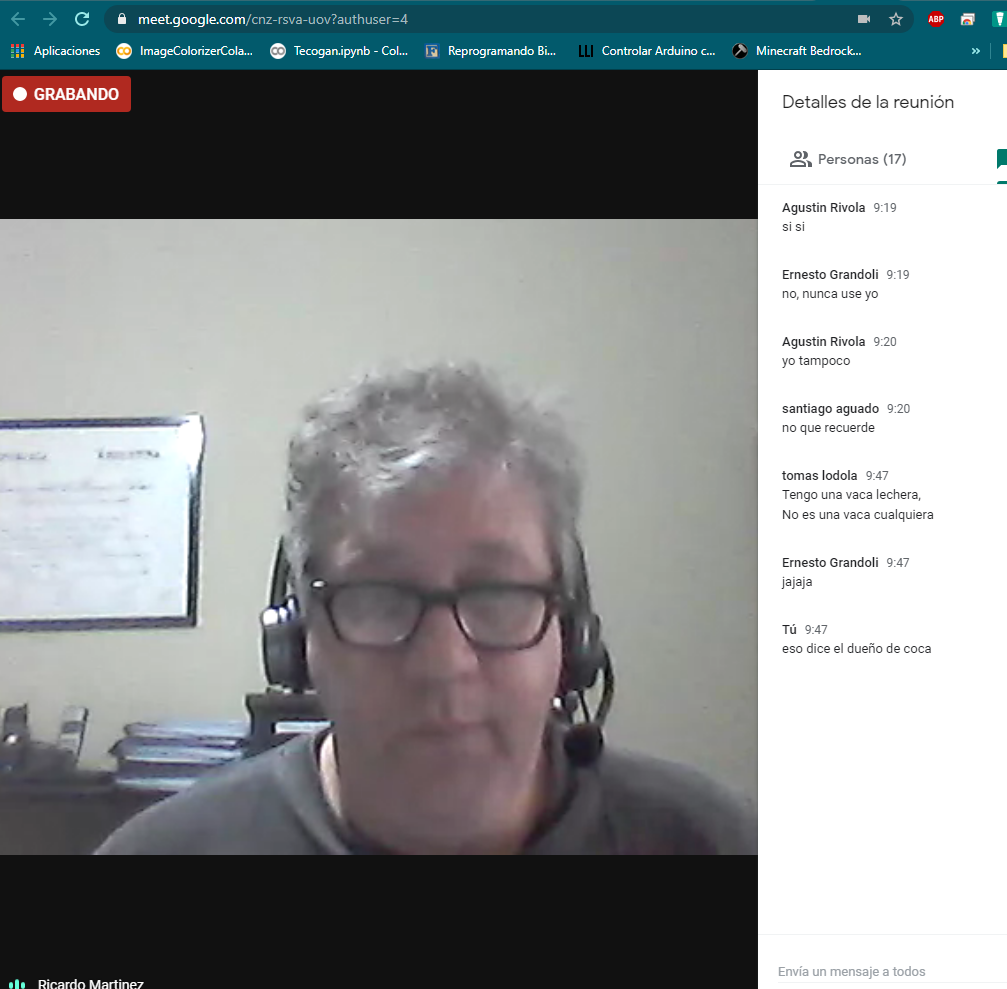 meet.google.com/cnz-rsva-uov?authuser=4
ABP
Aplicaciones
ImageColorizerCola...
Tecogan.ipynb - Col...
Reprogramando Bi...
Controlar Arduino c...
Minecraft Bedrock...
»
GRABANDO
Detalles de la reunión
Personas (17)
Agustin Rivola 9:19
si si
Ernesto Grandoli 9:19
no, nunca use yo
Agustin Rivola 9:20
yo tampoco
santiago aguado 9:20
no que recuerde
tomas lodola 9:47
Tengo una vaca lechera,
No es una vaca cualquiera
Ernesto Grandoli 9:47
jajaja
Tú 9:47
eso dice el dueño de coca
Envía un mensaje a todos
Ricardo Martinez